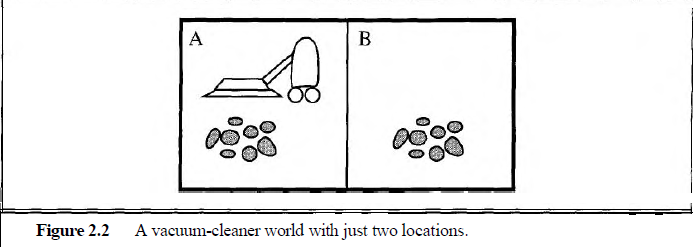 A B
Figure 2.2 A vacuum-cleaner world with just two locations.